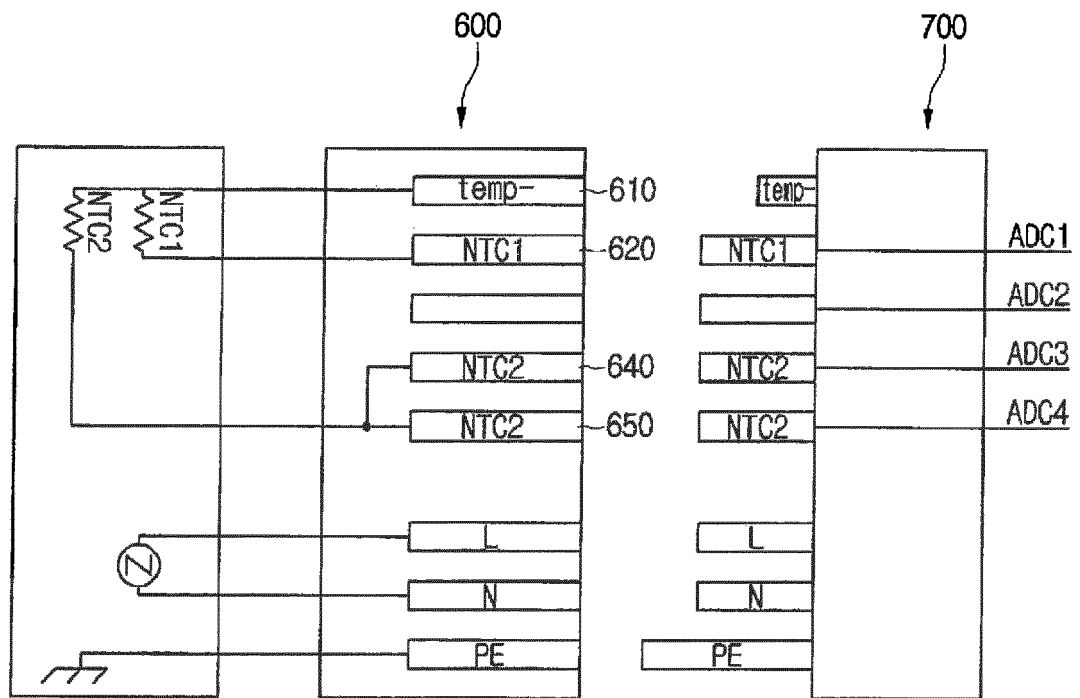 600
700
temp-
610
temp-
NTC2
NTC1
NTC1
620
NTC1
ADC1
ADC2
NTC2
640
NTC2
ADC3
NTC2
650
NTC2
ADC4
L
L
Z
N
N
PE
PE